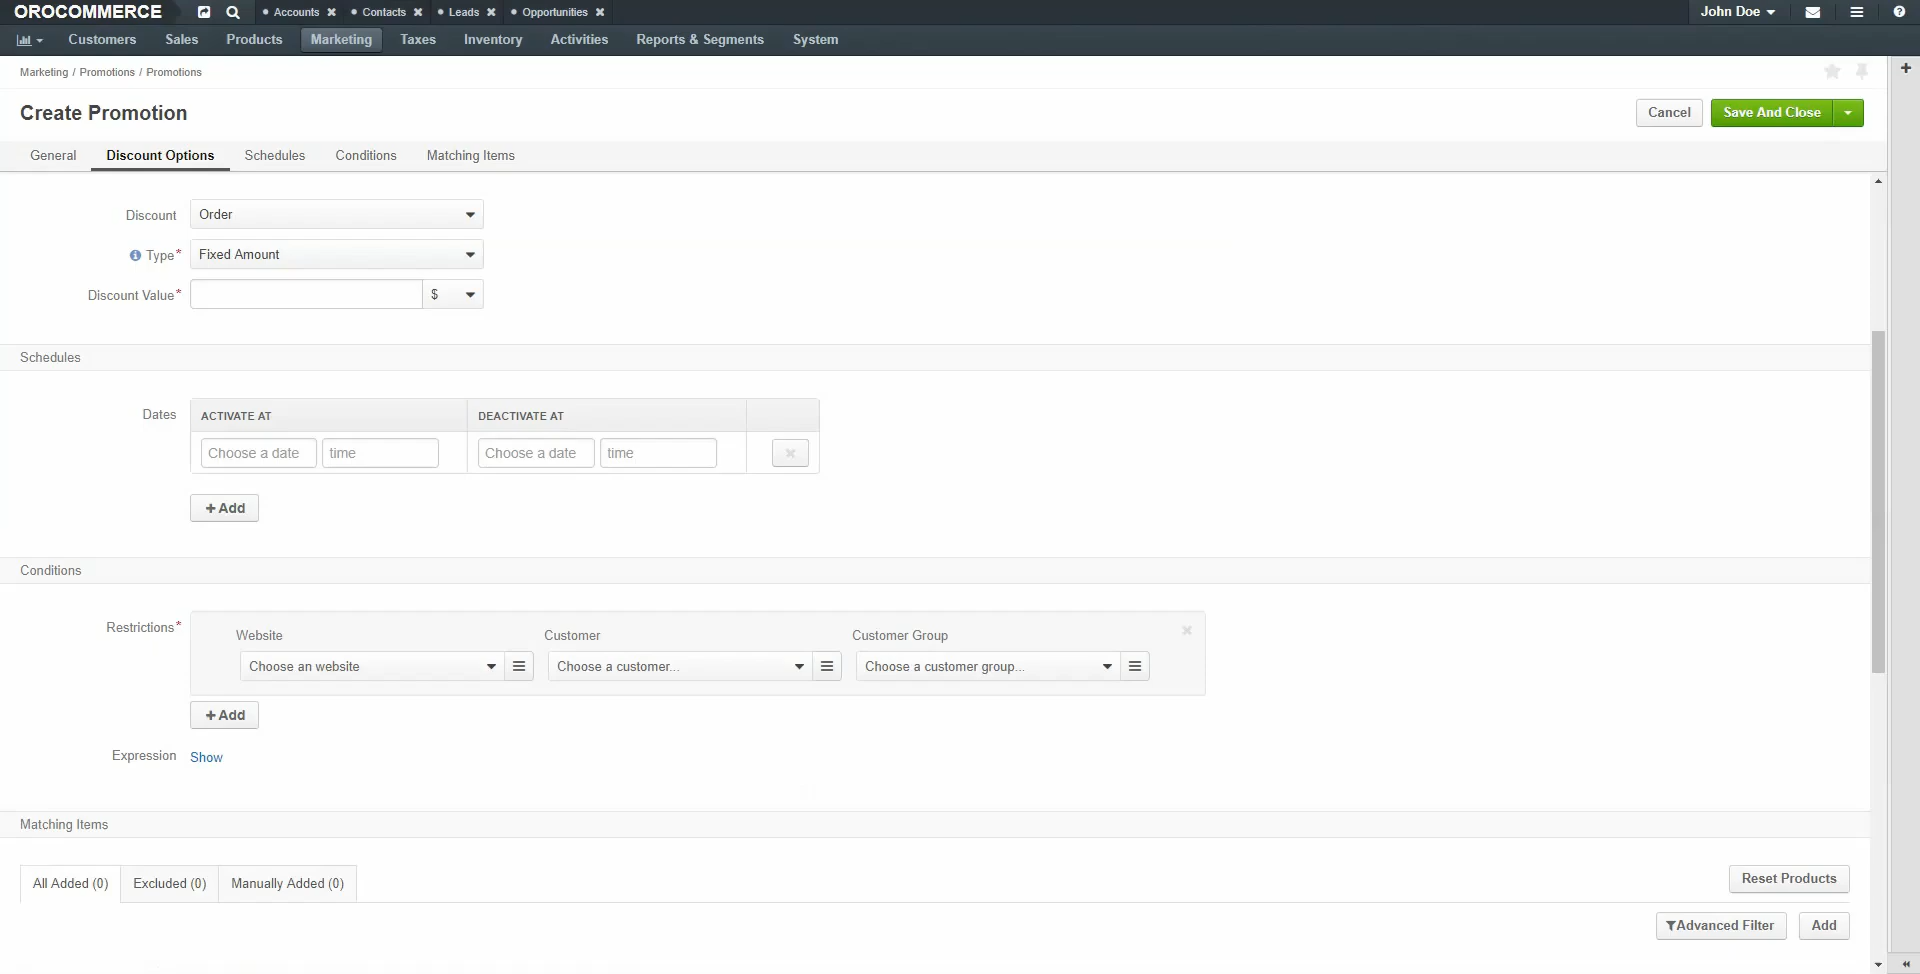 OROCOMMERCE Accounts Contacts Leads Opportunities John Doe
Customers Sales Products Marketing Taxes Inventory Activities Reports & Segments System
Marketing / Promotions / Promotions
Create Promotion Cancel Save And Close
General Discount Options Schedules Conditions Matching Items
Discount Order
Type* Fixed Amount
Discount Value* $
Schedules
Dates ACTIVATE AT DEACTIVATE AT
Choose a date time Choose a date time
+ Add
Conditions
Restrictions* Website Customer Customer Group
Choose an website Choose a customer... Choose a customer group...
+ Add
Expression Show
Matching Items
All Added (0) Excluded (0) Manually Added (0) Reset Products
Advanced Filter Add